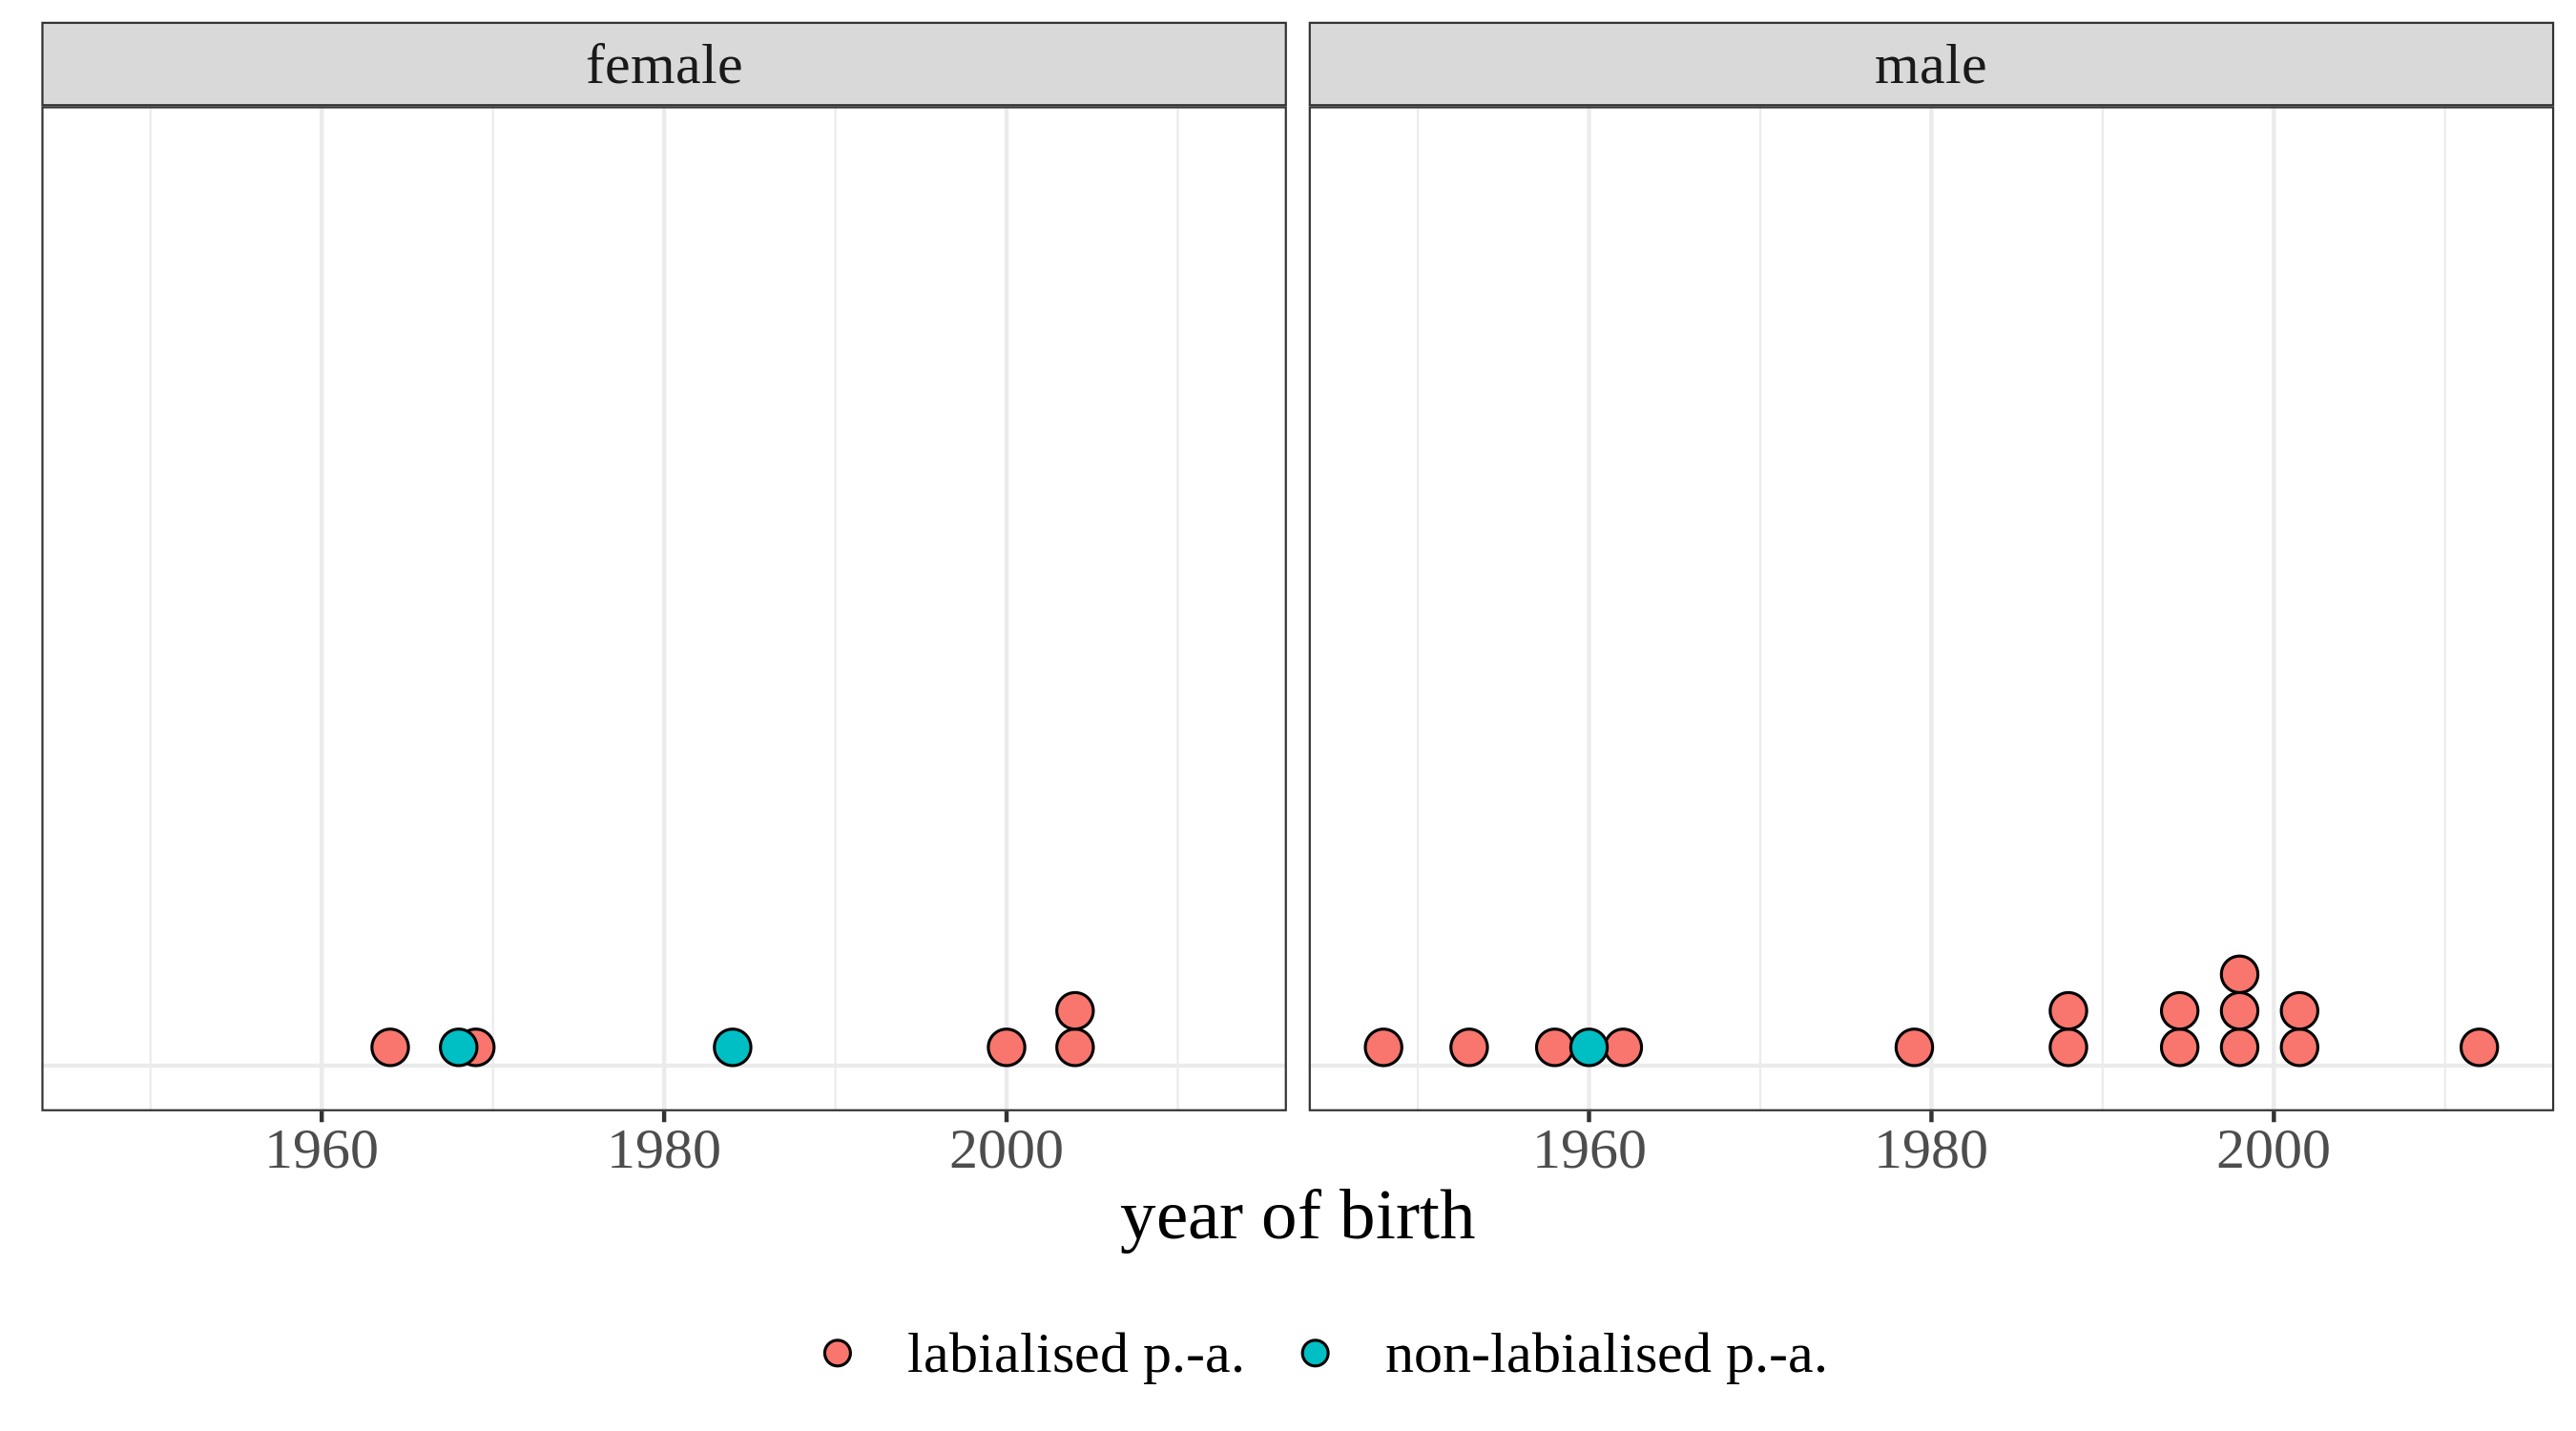 female
male
1960 1980 2000 1960 1980 2000
year of birth
labialised p.-a. non-labialised p.-a.